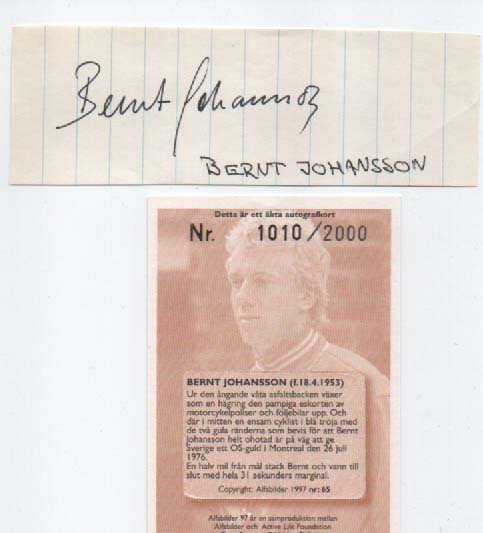 Bernt Johansson
BERNT JOHANSSON
Detta är ett äkta autografkort
Nr. 1010/2000
BERNT JOHANSSON (f.18.4.1953)
Ur den ångande våta asfaltsbacken växer
som en hägring den pampiga eskorten av
motorcykelpoliser och följebilar upp. Och
där i mitten en ensam cyklist i blå tröja med
de två gula ränderna som bevis för att Bernt
Johansson helt ohotad är på väg att ge
Sverige ett OS-guld i Montreal den 26 juli
1976.
En halv mil från mål stack Bernt och vann till
slut med hela 31 sekunders marginal.
Copyright: Alfabilder 1997 nr:65
Alfabilder 97 är en samproduktion mellan
Alfabilder och Active Life Foundation